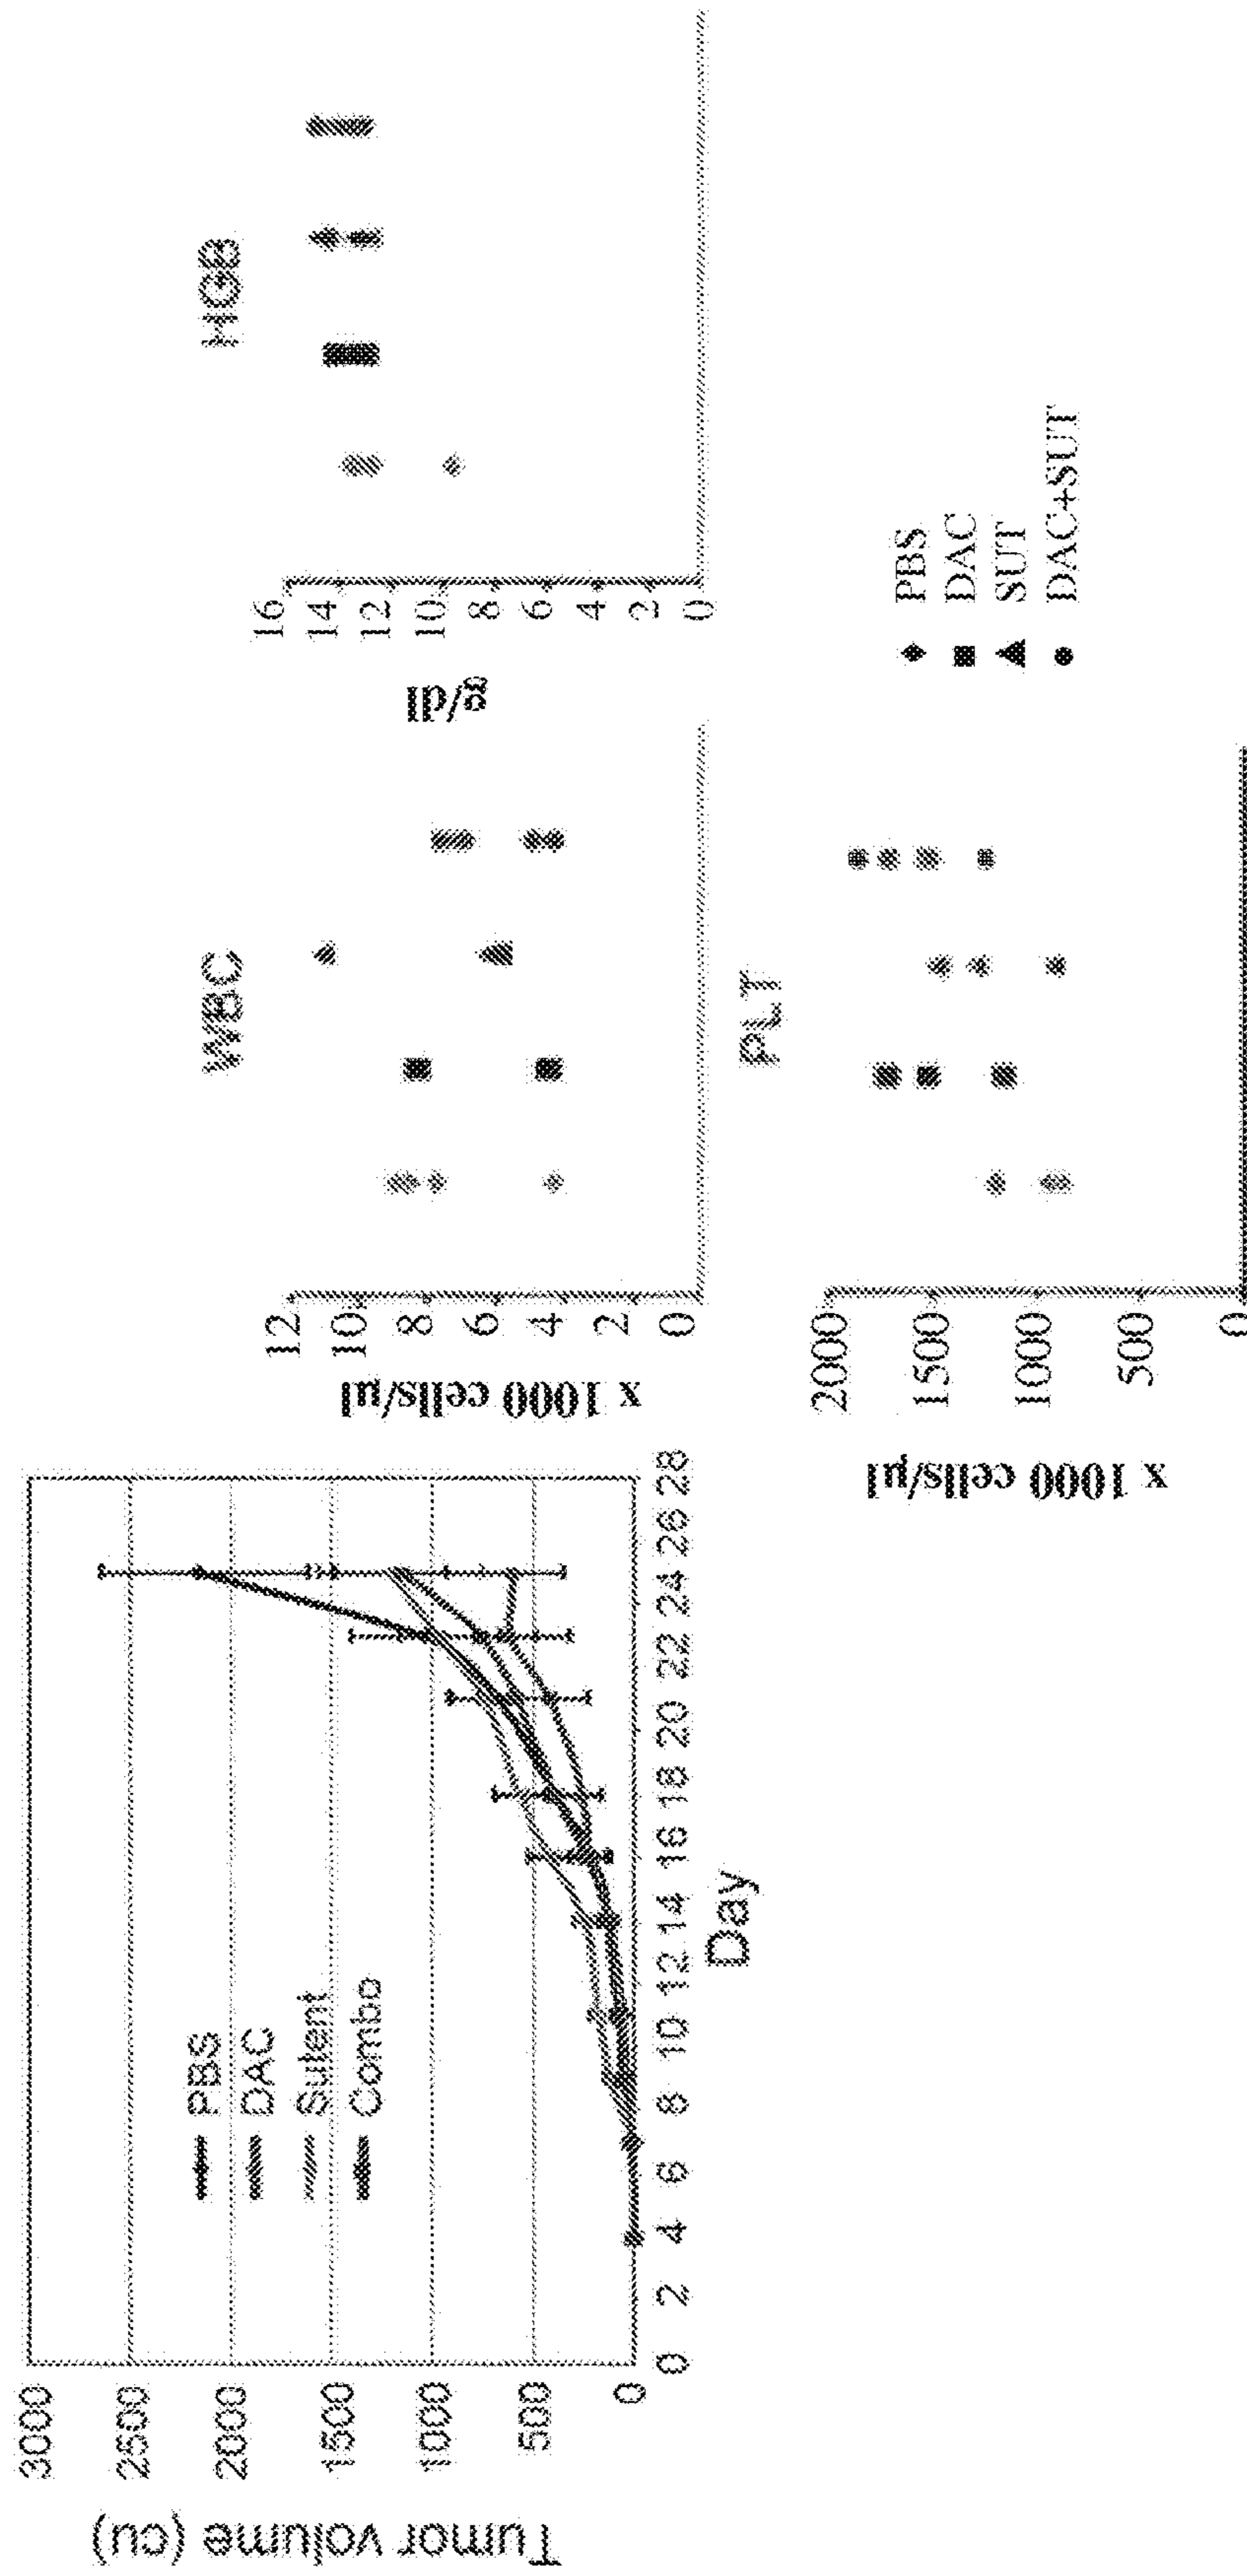 Tumor volume (cu)
3000
2500
2000
1500
1000
500
0
PBS
DAC
Sutent
Combo
0 2 4 6 8 10 12 14 16 18 20 22 24 26 28
Day
WBC
x 1000 cells/µl
12
10
8
6
4
2
0
HGB
g/dl
16
14
12
10
8
6
4
2
0
PLT
x 1000 cells/µl
2000
1500
1000
500
0
PBS
DAC
SUT
DAC+SUT